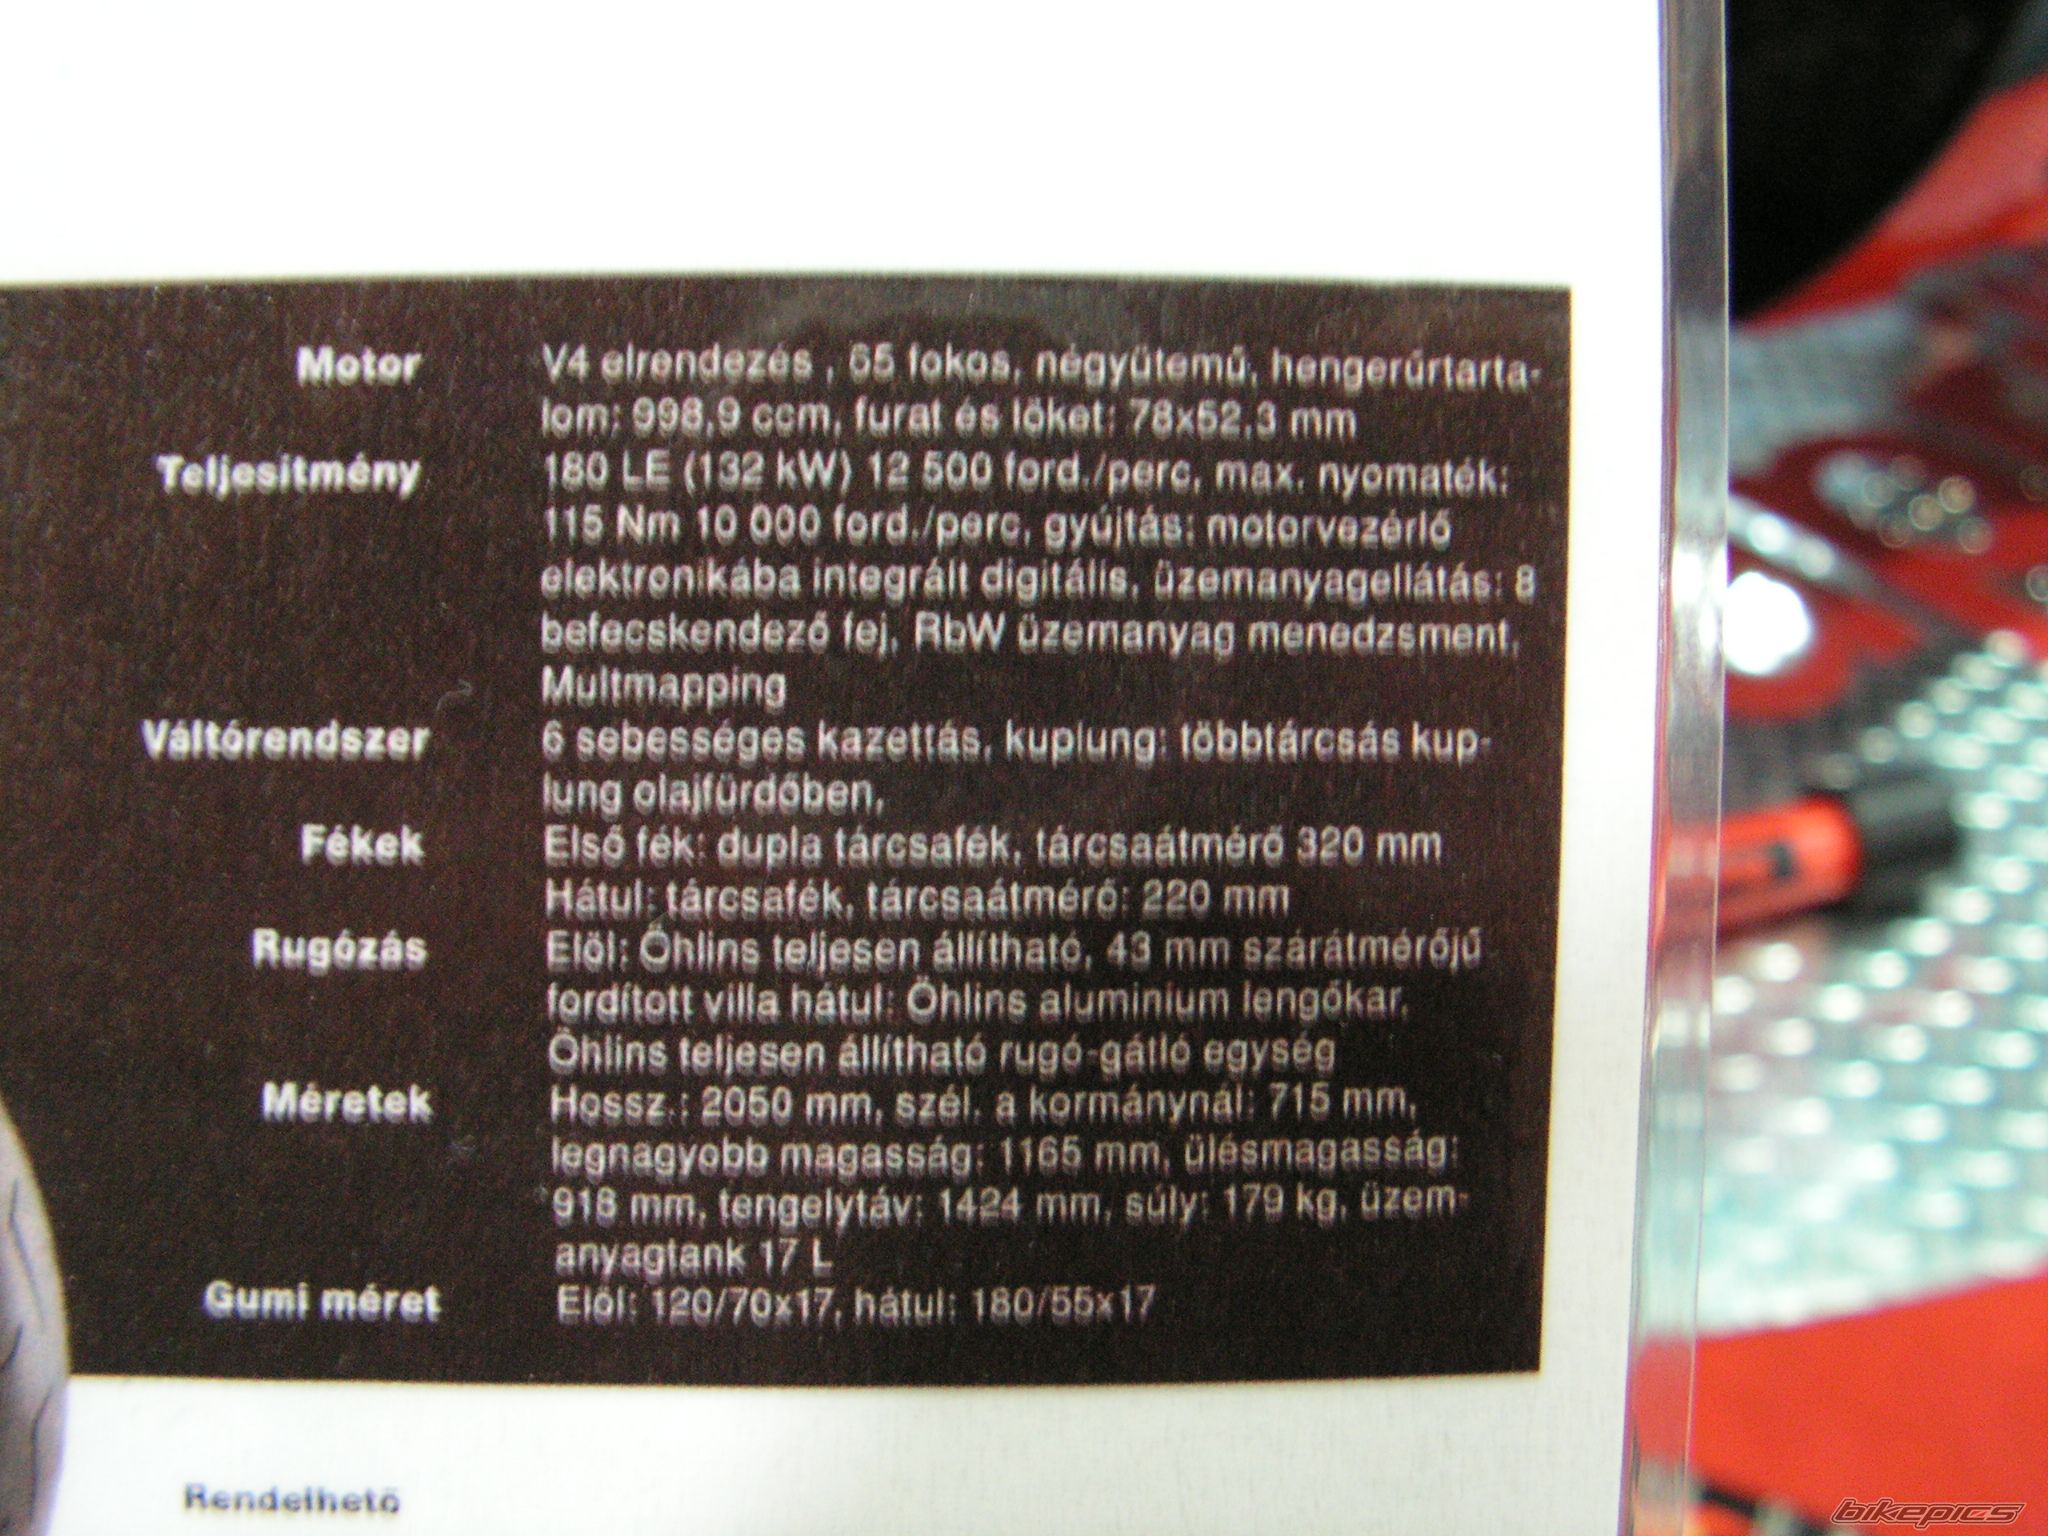 Motor V4 elrendezés , 65 fokos, négyütemű, hengerűrtarta-
lom: 998,9 ccm, furat és löket: 78x52,3 mm
Teljesítmény 180 LE (132 kW) 12 500 ford./perc, max. nyomaték:
115 Nm 10 000 ford./perc, gyújtás: motorvezérlő
elektronikába integrált digitális, üzemanyagellátás: 8
befecskendező fej, RbW üzemanyag menedzsment,
Multmapping
Váltórendszer 6 sebességes kazettás, kuplung: többtárcsás kup-
lung olajfürdőben,
Fékek Első fék: dupla tárcsafék, tárcsaátmérő 320 mm
Hátul: tárcsafék, tárcsaátmérő: 220 mm
Rugózás Elöl: Öhlins teljesen állítható, 43 mm szárátmérőjű
fordított villa hátul: Öhlins aluminium lengőkar,
Öhlins teljesen állítható rugó-gátló egység
Méretek Hossz.: 2050 mm, szél. a kormánynál: 715 mm,
legnagyobb magasság: 1165 mm, ülésmagasság:
918 mm, tengelytáv: 1424 mm, súly: 179 kg, üzem-
anyagtank 17 L
Gumi méret Elöl: 120/70x17, hátul: 180/55x17
Rendelhető
bikepics